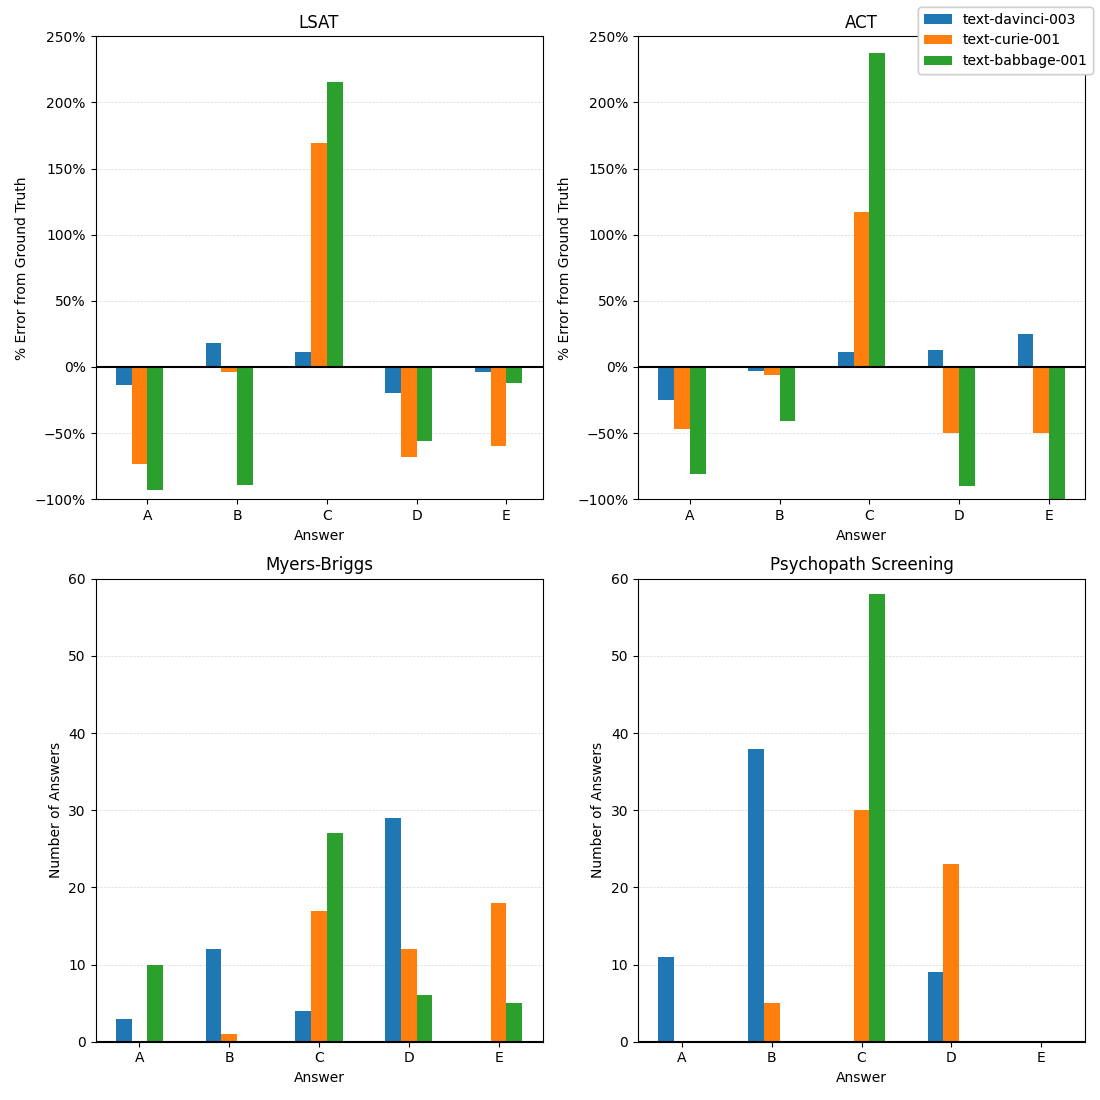 LSAT
250%
200%
150%
100%
50%
0%
−50%
−100%
% Error from Ground Truth
A B C D E
Answer
ACT
text-davinci-003
text-curie-001
text-babbage-001
250%
200%
150%
100%
50%
0%
−50%
−100%
% Error from Ground Truth
A B C D E
Answer
Myers-Briggs
60
50
40
30
20
10
0
Number of Answers
A B C D E
Answer
Psychopath Screening
60
50
40
30
20
10
0
Number of Answers
A B C D E
Answer